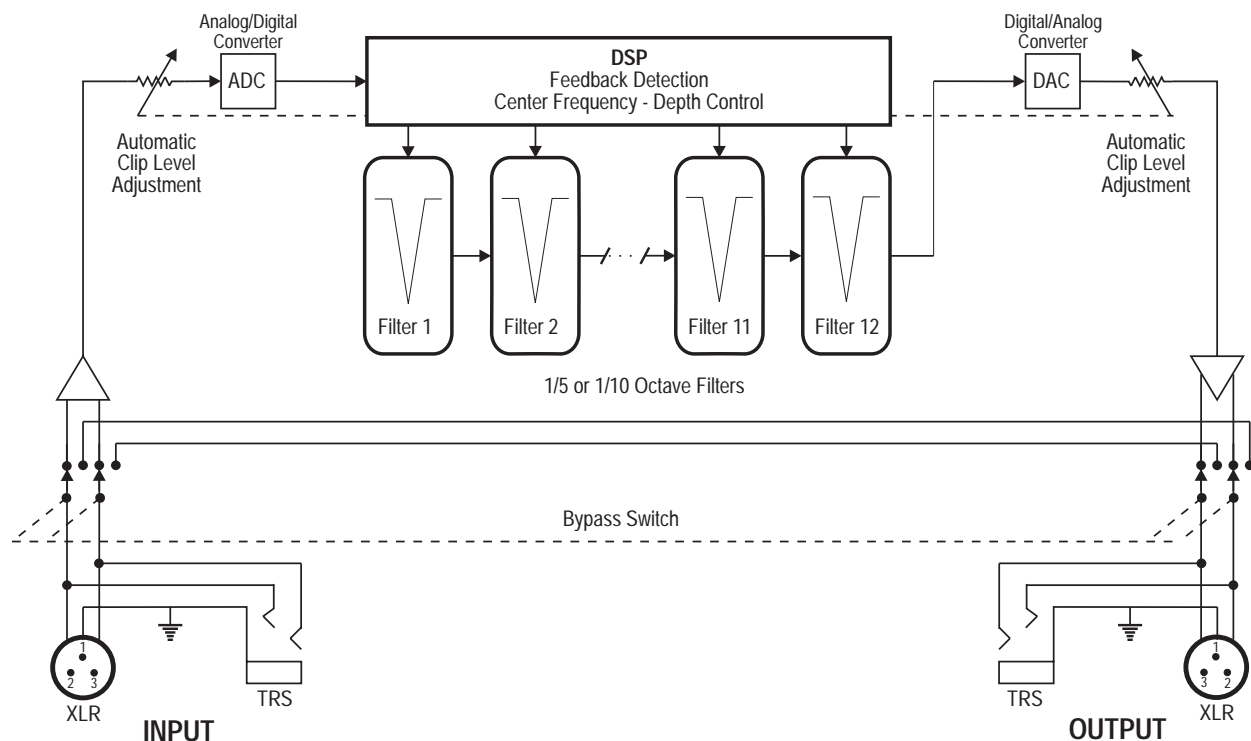 Analog/Digital
Converter
ADC
Automatic
Clip Level
Adjustment
DSP
Feedback Detection
Center Frequency - Depth Control
Digital/Analog
Converter
DAC
Automatic
Clip Level
Adjustment
Filter 1
Filter 2
· · ·
Filter 11
Filter 12
1/5 or 1/10 Octave Filters
Bypass Switch
1
2
3
XLR
TRS
INPUT
TRS
1
3
2
XLR
OUTPUT